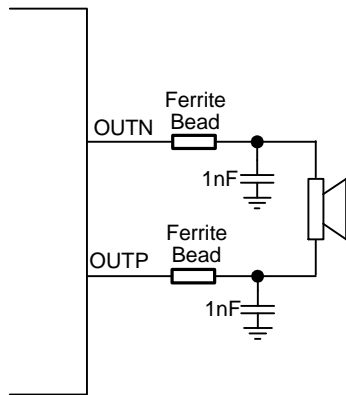 Ferrite
Bead
OUTN
1nF
Ferrite
Bead
OUTP
1nF